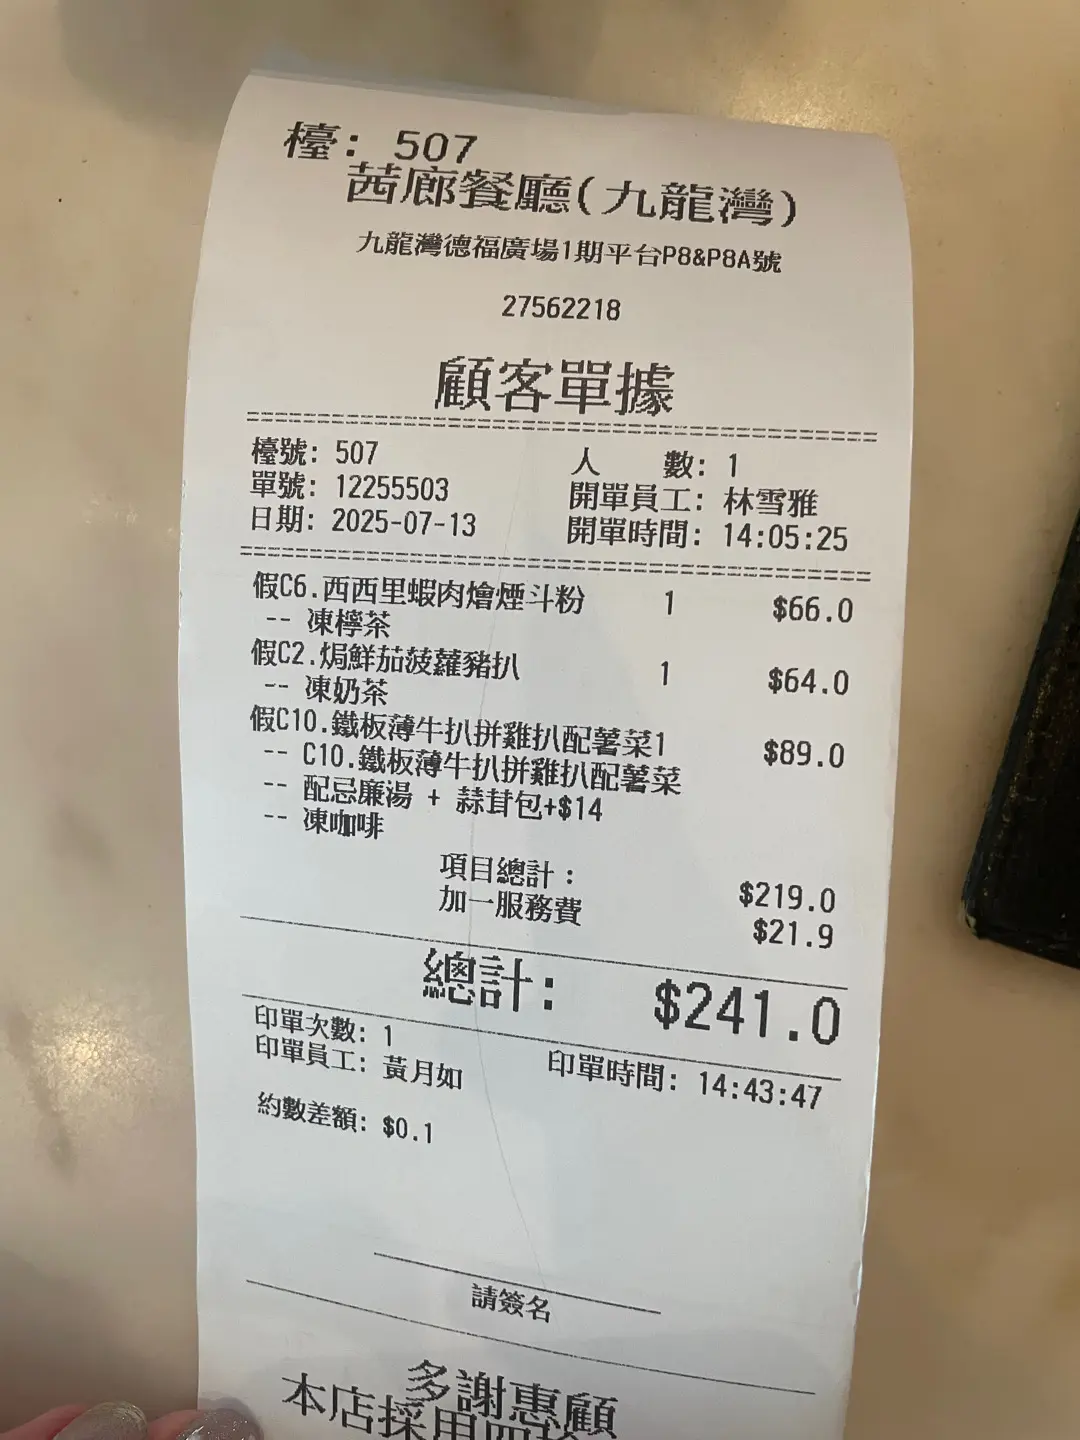 檯: 507
茜廊餐廳(九龍灣)
九龍灣德福廣場1期平台P8&P8A號
27562218
顧客單據
檯號: 507 人 數: 1
單號: 12255503 開單員工: 林雪雅
日期: 2025-07-13 開單時間: 14:05:25
假C6.西西里蝦肉燴煙斗粉 1 $66.0
-- 凍檸茶
假C2.焗鮮茄菠蘿豬扒 1 $64.0
-- 凍奶茶
假C10.鐵板薄牛扒拼雞扒配薯菜1 $89.0
-- C10.鐵板薄牛扒拼雞扒配薯菜
-- 配忌廉湯 + 蒜茸包+$14
-- 凍咖啡
項目總計: $219.0
加一服務費 $21.9
總計: $241.0
印單次數: 1
印單員工: 黃月如 印單時間: 14:43:47
約數差額: $0.1
請簽名
多謝惠顧
本店採用四捨